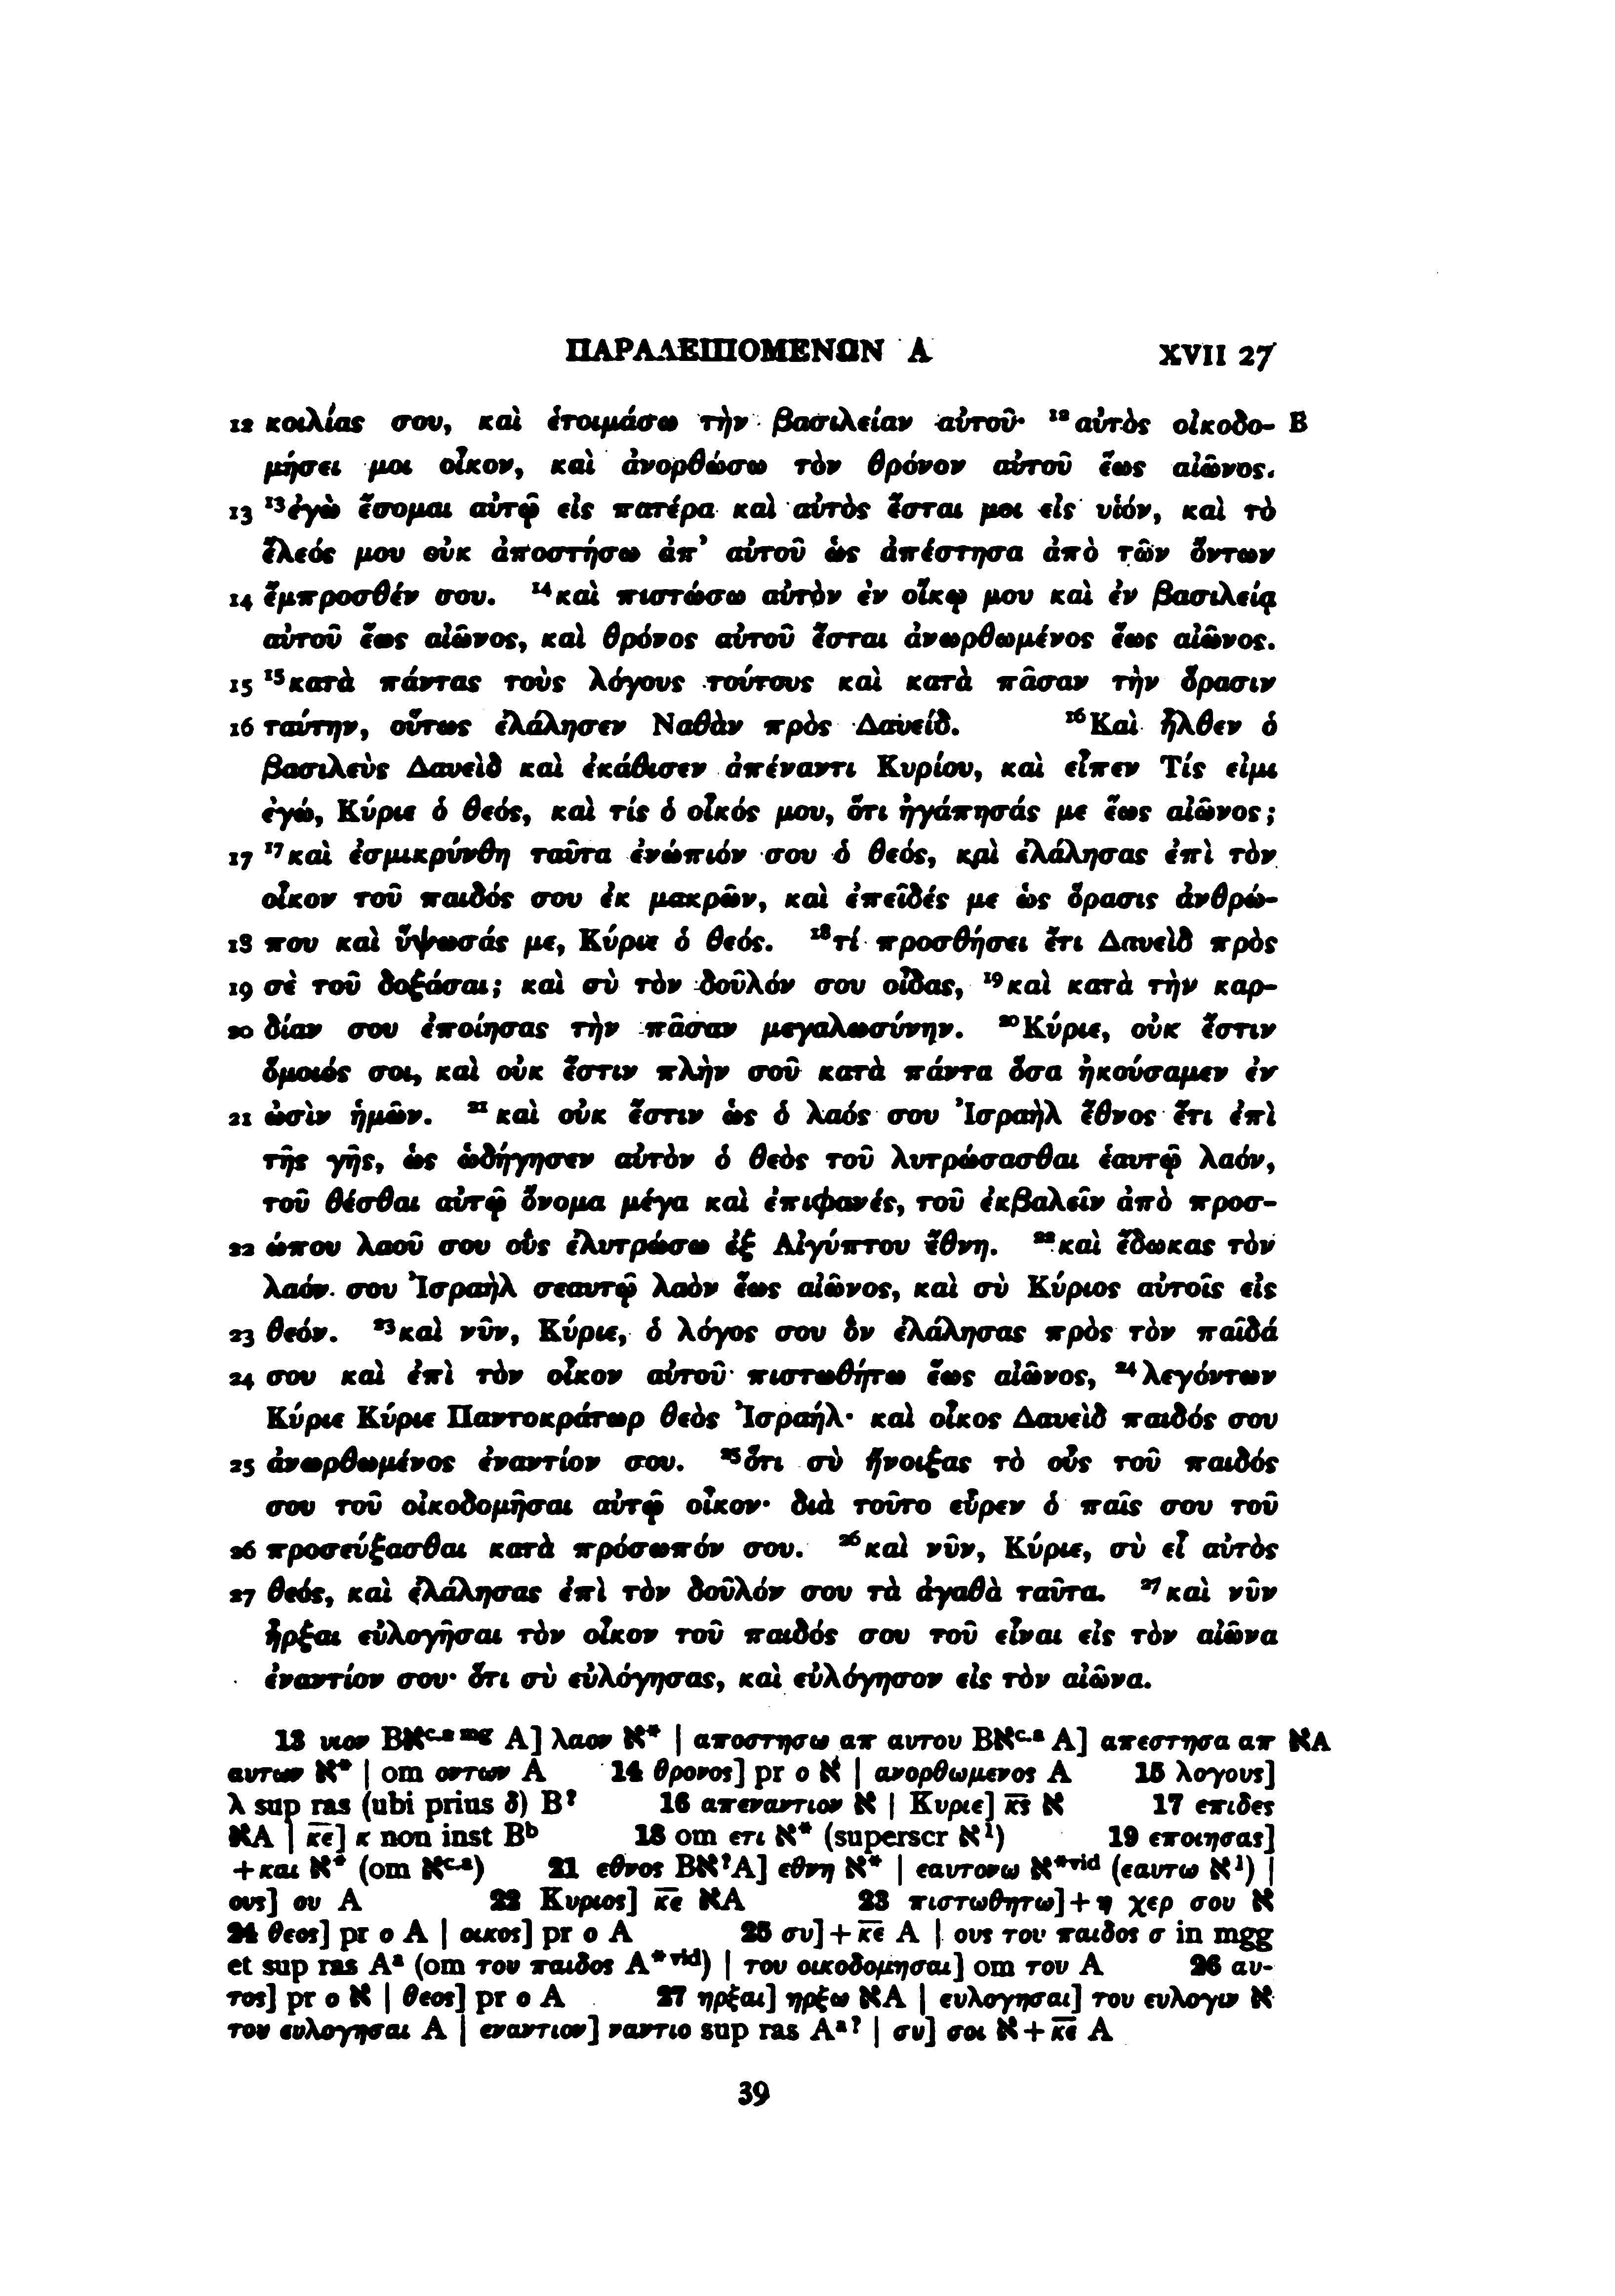 ΠΑΡΑΛΕΙΠΟΜΕΝΩΝ Α XVII 27
12 κοιλίας σου, καὶ ἑτοιμάσω τὴν βασιλείαν αὐτοῦ· ¹²αὐτὸς οἰκοδο- B
μήσει μοι οἶκον, καὶ ἀνορθώσω τὸν θρόνον αὐτοῦ ἕως αἰῶνος.
13 ¹³ἐγὼ ἔσομαι αὐτῷ εἰς πατέρα καὶ αὐτὸς ἔσται μοι εἰς υἱόν, καὶ τὸ
ἔλεός μου οὐκ ἀποστήσω ἀπ’ αὐτοῦ ὡς ἀπέστησα ἀπὸ τῶν ὄντων
14 ἔμπροσθέν σου. ¹⁴καὶ πιστώσω αὐτὸν ἐν οἴκῳ μου καὶ ἐν βασιλείᾳ
αὐτοῦ ἕως αἰῶνος, καὶ θρόνος αὐτοῦ ἔσται ἀνωρθωμένος ἕως αἰῶνος.
15 ¹⁵κατὰ πάντας τοὺς λόγους τούτους καὶ κατὰ πᾶσαν τὴν ὅρασιν
16 ταύτην, οὕτως ἐλάλησεν Ναθὰν πρὸς Δαυείδ. ¹⁶Καὶ ἦλθεν ὁ
βασιλεὺς Δαυεὶδ καὶ ἐκάθισεν ἀπέναντι Κυρίου, καὶ εἶπεν Τίς εἰμι
ἐγώ, Κύριε ὁ θεός, καὶ τίς ὁ οἶκός μου, ὅτι ἠγάπησάς με ἕως αἰῶνος;
17 ¹⁷καὶ ἐσμικρύνθη ταῦτα ἐνώπιόν σου ὁ θεός, καὶ ἐλάλησας ἐπὶ τὸν
οἶκον τοῦ παιδός σου ἐκ μακρῶν, καὶ ἐπεῖδές με ὡς ὅρασις ἀνθρώ-
18 που καὶ ὕψωσάς με, Κύριε ὁ θεός. ¹⁸τί προσθήσει ἔτι Δαυεὶδ πρὸς
19 σὲ τοῦ δοξάσαι; καὶ σὺ τὸν δοῦλόν σου οἶδας, ¹⁹καὶ κατὰ τὴν καρ-
20 δίαν σου ἐποίησας τὴν πᾶσαν μεγαλωσύνην. ²⁰Κύριε, οὐκ ἔστιν
ὅμοιός σοι, καὶ οὐκ ἔστιν πλὴν σοῦ κατὰ πάντα ὅσα ἠκούσαμεν ἐν
21 ὠσὶν ἡμῶν. ²¹καὶ οὐκ ἔστιν ὡς ὁ λαός σου Ἰσραὴλ ἔθνος ἔτι ἐπὶ
τῆς γῆς, ὡς ὡδήγησεν αὐτὸν ὁ θεὸς τοῦ λυτρώσασθαι ἑαυτῷ λαόν,
τοῦ θέσθαι αὐτῷ ὄνομα μέγα καὶ ἐπιφανές, τοῦ ἐκβαλεῖν ἀπὸ προσ-
22 ώπου λαοῦ σου οὓς ἐλυτρώσω ἐξ Αἰγύπτου ἔθνη. ²²καὶ ἔδωκας τὸν
λαόν σου Ἰσραὴλ σεαυτῷ λαὸν ἕως αἰῶνος, καὶ σὺ Κύριος αὐτοῖς εἰς
23 θεόν. ²³καὶ νῦν, Κύριε, ὁ λόγος σου ὃν ἐλάλησας πρὸς τὸν παῖδά
24 σου καὶ ἐπὶ τὸν οἶκον αὐτοῦ πιστωθήτω ἕως αἰῶνος, ²⁴λεγόντων
Κύριε Κύριε Παντοκράτωρ θεὸς Ἰσραήλ· καὶ οἶκος Δαυεὶδ παιδός σου
25 ἀνωρθωμένος ἐναντίον σου. ²⁵ὅτι σὺ ἤνοιξας τὸ οὖς τοῦ παιδός
σου τοῦ οἰκοδομῆσαι αὐτῷ οἶκον· διὰ τοῦτο εὗρεν ὁ παῖς σου τοῦ
26 προσεύξασθαι κατὰ πρόσωπόν σου. ²⁶καὶ νῦν, Κύριε, σὺ εἶ αὐτὸς
27 θεός, καὶ ἐλάλησας ἐπὶ τὸν δοῦλόν σου τὰ ἀγαθὰ ταῦτα. ²⁷καὶ νῦν
ἦρξαι εὐλογῆσαι τὸν οἶκον τοῦ παιδός σου τοῦ εἶναι εἰς τὸν αἰῶνα
ἐναντίον σου· ὅτι σὺ εὐλόγησας, καὶ εὐλόγησον εἰς τὸν αἰῶνα.
13 υιον Bאᶜ·ᵃ ᵐᵍ A] λαον א* | αποστησω απ αυτου Bאᶜ·ᵃ A] απεστησα απ אA
αυτων א* | om οντων A 14 θρονος] pr ο א | ανορθωμενος A 15 λογους]
λ sup ras (ubi prius δ) B? 16 απεναντιον א | Κυριε] κ̅ς̅ א 17 επιδες
אA | κ̅ε̅] κ non inst Bᵇ 18 om ετι א* (superscr א¹) 19 εποιησας]
+και א* (om אᶜ·ᵃ) 21 εθνος Bא?A] εθνη א* | εαυτονω א*ᵛⁱᵈ (εαυτω א¹) |
ους] ου A 22 Κυριος] κ̅ε̅ אA 23 πιστωθητω]+η χερ σου א
24 θεος] pr ο A | οικος] pr ο A 25 συ]+κ̅ε̅ A | ους του παιδος σ in mgg
et sup ras Aᵃ (om του παιδος A*ᵛⁱᵈ) | του οικοδομησαι] om του A 26 αυ-
τος] pr ο א | θεος] pr ο A 27 ηρξαι] ηρξω אA | ευλογησαι] του ευλογιν א
του ευλογησαι A | εναντιον] ναντιο sup ras Aᵃ? | συ] σοι א+κ̅ε̅ A
39